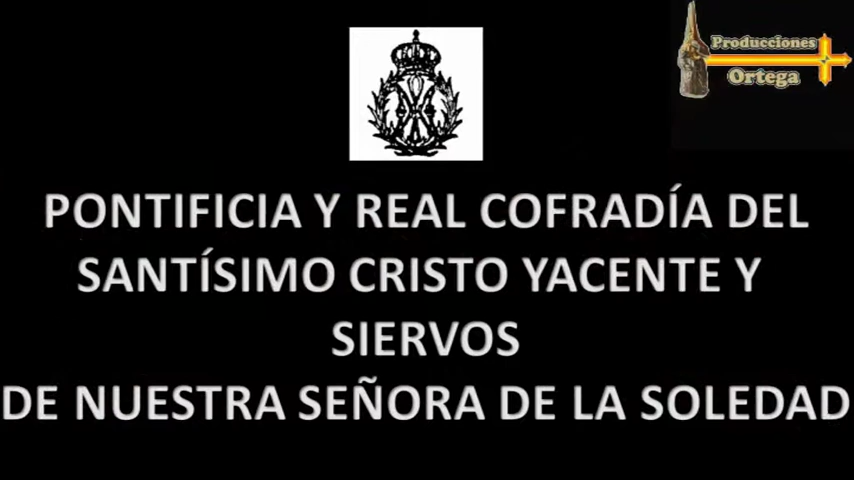 Producciones
Ortega
PONTIFICIA Y REAL COFRADÍA DEL
SANTÍSIMO CRISTO YACENTE Y
SIERVOS
DE NUESTRA SEÑORA DE LA SOLEDAD